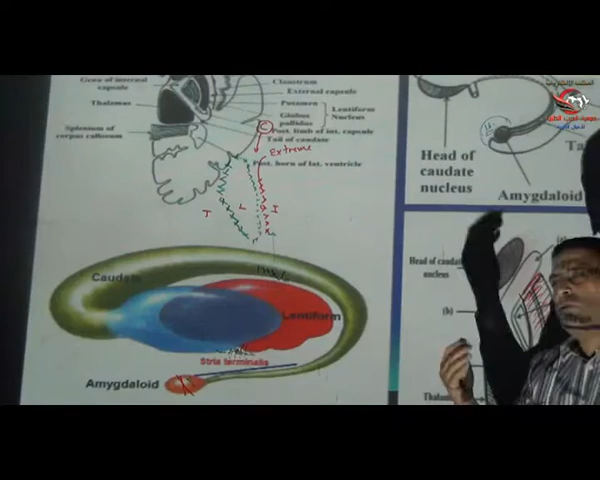 Genu of internal
capsule
Thalamus
Splenium of
corpus callosum
Claustrum
External capsule
Putamen
Globus
pallidus
Lentiform
Nucleus
Post. limb of int. capsule
Tail of caudate
Post. horn of lat. ventricle
C
Extreme
T
L
I
Caudate
Lentiform
Stria terminalis
Amygdaloid
Head of
caudate
nucleus
Ta
Amygdaloid
Head of caudate
nucleus
(b)
Thalamus